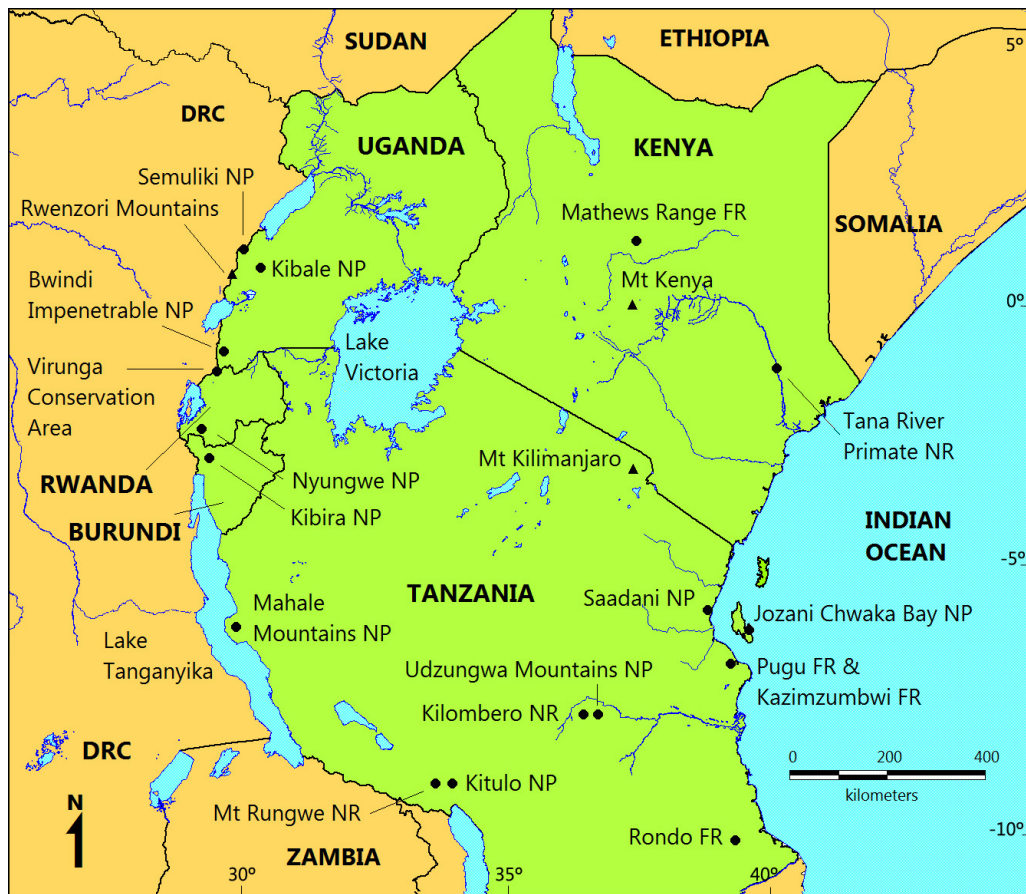 SUDAN
ETHIOPIA
5º
DRC
UGANDA
KENYA
Semuliki NP
Rwenzori Mountains
Mathews Range FR
SOMALIA
Kibale NP
Bwindi
Impenetrable NP
Mt Kenya
0º
Virunga
Conservation
Area
Lake
Victoria
Tana River
Primate NR
RWANDA
Mt Kilimanjaro
Nyungwe NP
Kibira NP
BURUNDI
INDIAN
OCEAN
-5º
TANZANIA
Saadani NP
Mahale
Mountains NP
Jozani Chwaka Bay NP
Lake
Tanganyika
Udzungwa Mountains NP
Pugu FR &
Kazimzumbwi FR
Kilombero NR
DRC
0 200 400
kilometers
Kitulo NP
N
Mt Rungwe NR
Rondo FR
-10º
ZAMBIA
30º
35º
40º